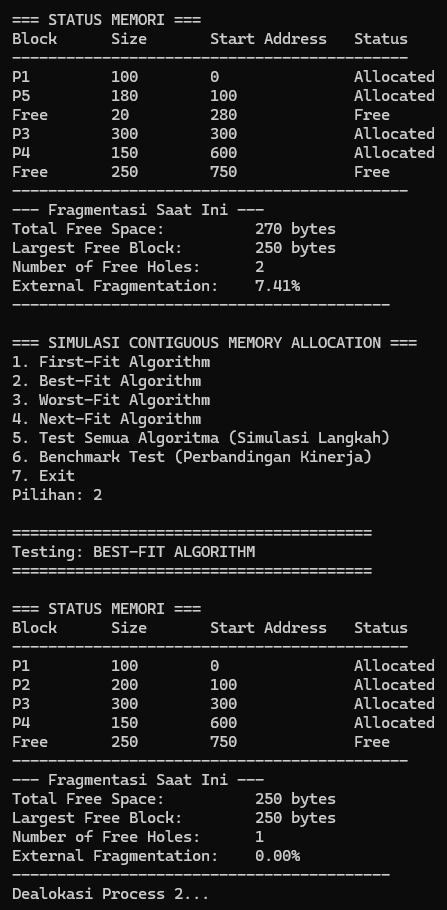 === STATUS MEMORI ===
Block      Size       Start Address   Status
--------------------------------------------
P1         100        0               Allocated
P5         180        100             Allocated
Free       20         280             Free
P3         300        300             Allocated
P4         150        600             Allocated
Free       250        750             Free
--------------------------------------------
--- Fragmentasi Saat Ini ---
Total Free Space:          270 bytes
Largest Free Block:        250 bytes
Number of Free Holes:      2
External Fragmentation:    7.41%
------------------------------------------
=== SIMULASI CONTIGUOUS MEMORY ALLOCATION ===
1. First-Fit Algorithm
2. Best-Fit Algorithm
3. Worst-Fit Algorithm
4. Next-Fit Algorithm
5. Test Semua Algoritma (Simulasi Langkah)
6. Benchmark Test (Perbandingan Kinerja)
7. Exit
Pilihan: 2
========================================
Testing: BEST-FIT ALGORITHM
========================================
=== STATUS MEMORI ===
Block      Size       Start Address   Status
--------------------------------------------
P1         100        0               Allocated
P2         200        100             Allocated
P3         300        300             Allocated
P4         150        600             Allocated
Free       250        750             Free
--------------------------------------------
--- Fragmentasi Saat Ini ---
Total Free Space:          250 bytes
Largest Free Block:        250 bytes
Number of Free Holes:      1
External Fragmentation:    0.00%
------------------------------------------
Dealokasi Process 2...